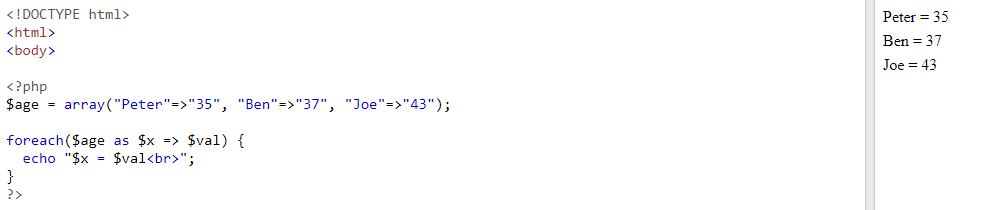 <!DOCTYPE html>
<html>
<body>
<?php
$age = array("Peter"=>"35", "Ben"=>"37", "Joe"=>"43");
foreach($age as $x => $val) {
  echo "$x = $val<br>";
}
?>
Peter = 35
Ben = 37
Joe = 43